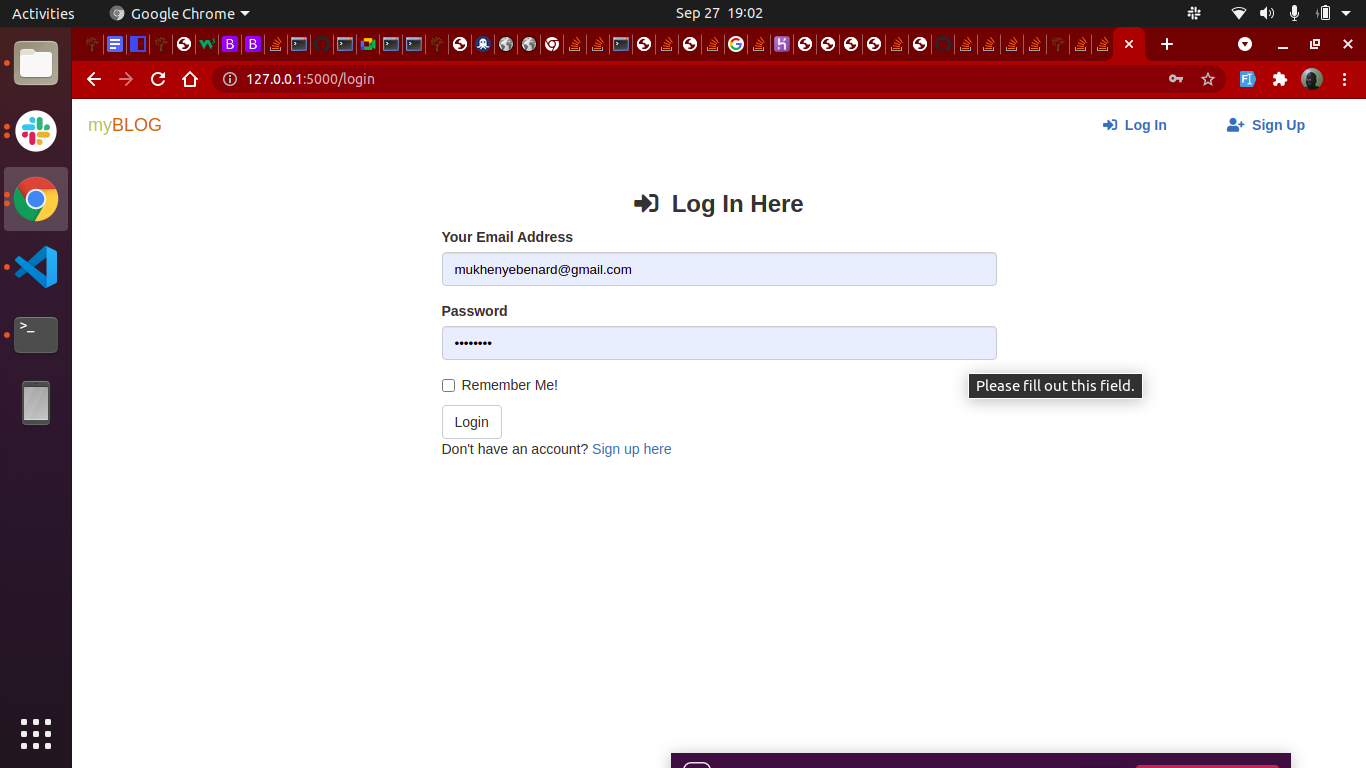 Activities
Google Chrome
Sep 27 19:02
127.0.0.1:5000/login
myBLOG
Log In
Sign Up
Log In Here
Your Email Address
mukhenyebenard@gmail.com
Password
••••••••
Remember Me!
Please fill out this field.
Login
Don't have an account? Sign up here